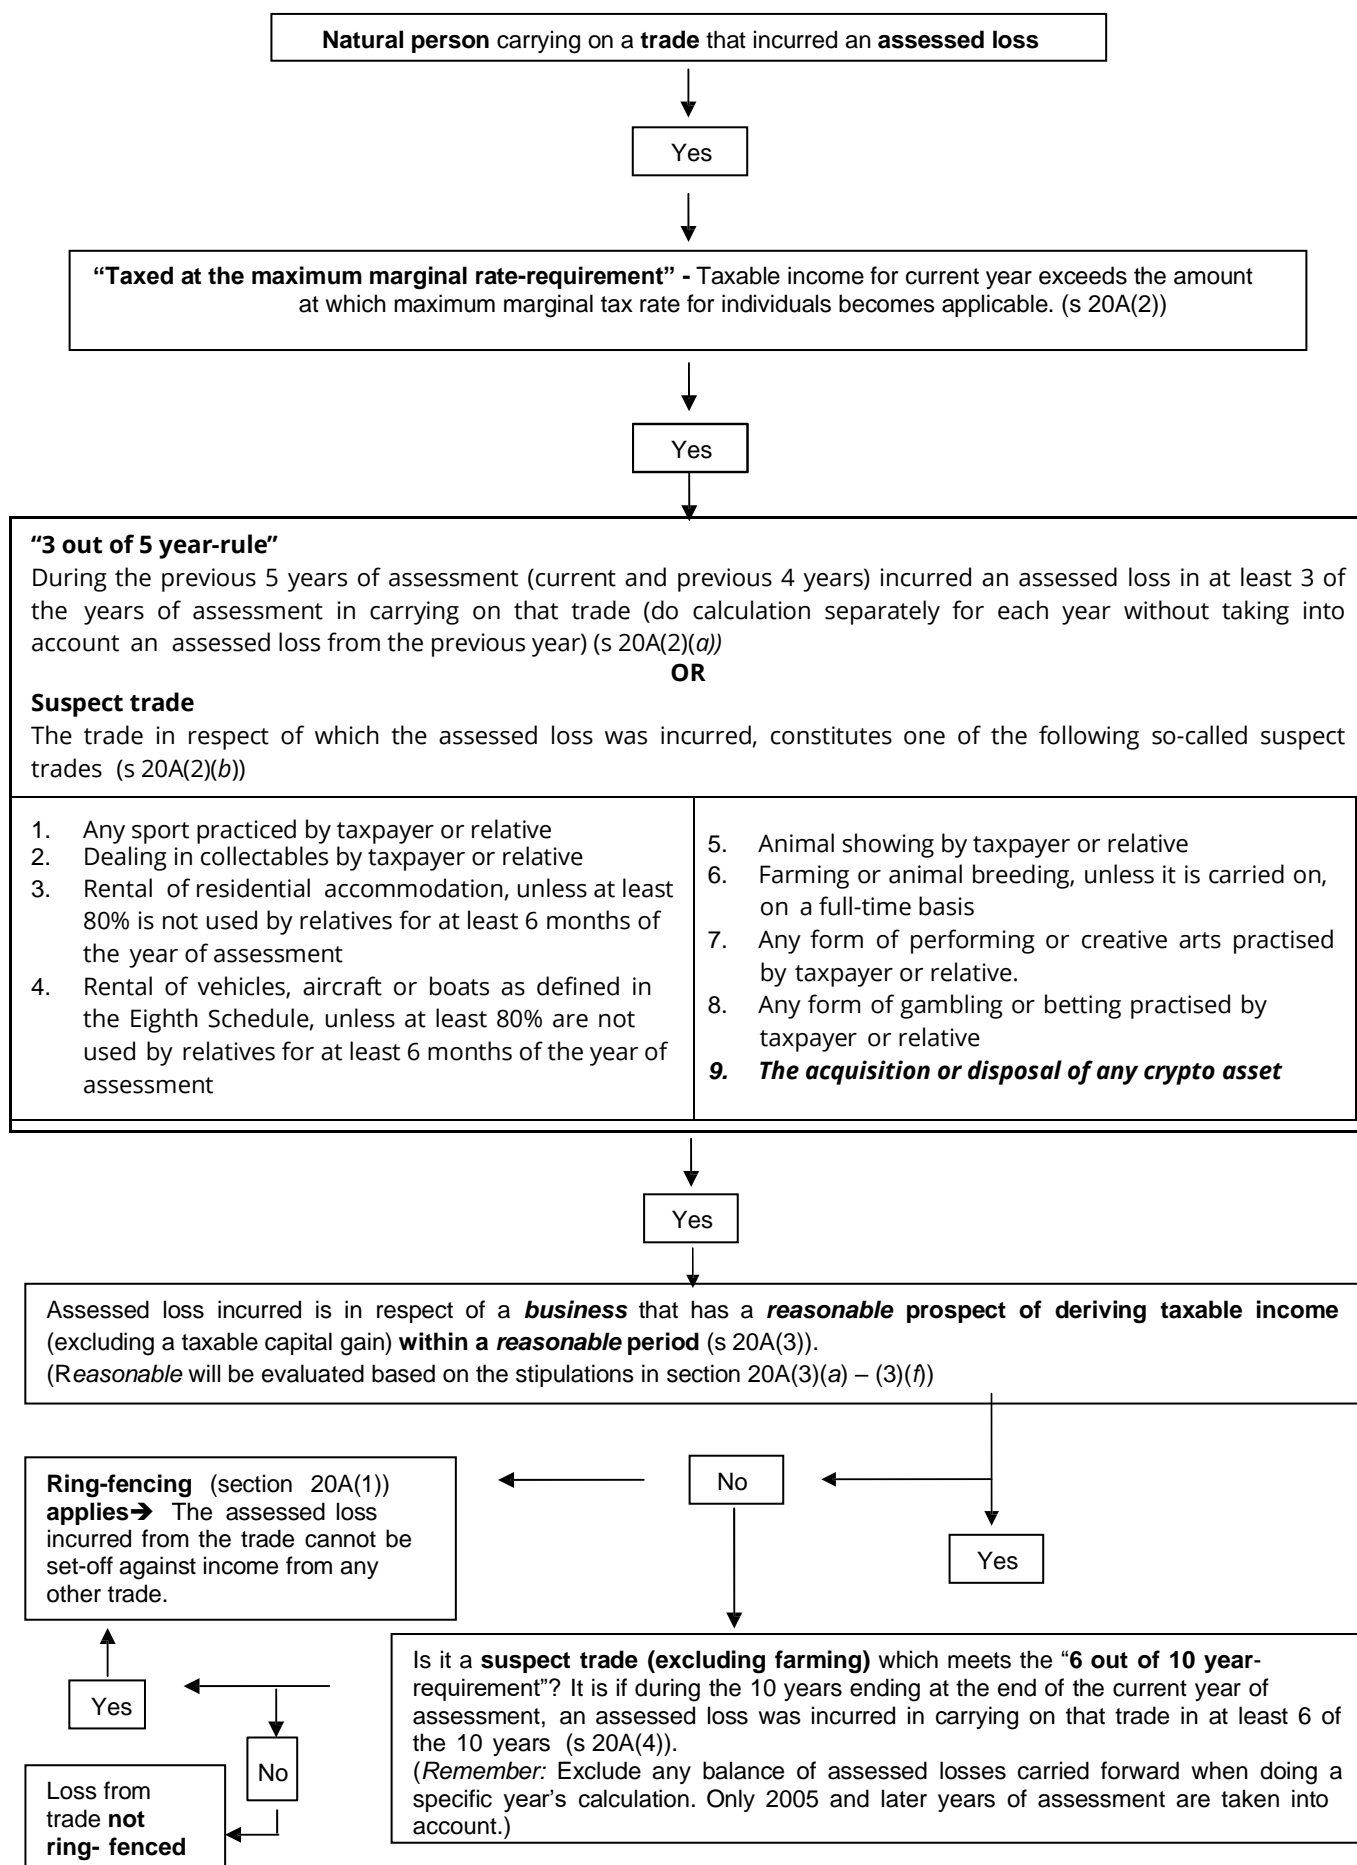 Natural person carrying on a trade that incurred an assessed loss
Yes
“Taxed at the maximum marginal rate-requirement” - Taxable income for current year exceeds the amount
at which maximum marginal tax rate for individuals becomes applicable. (s 20A(2))
Yes
“3 out of 5 year-rule”
During the previous 5 years of assessment (current and previous 4 years) incurred an assessed loss in at least 3 of
the years of assessment in carrying on that trade (do calculation separately for each year without taking into
account an assessed loss from the previous year) (s 20A(2)(a))
OR
Suspect trade
The trade in respect of which the assessed loss was incurred, constitutes one of the following so-called suspect
trades (s 20A(2)(b))
1. Any sport practiced by taxpayer or relative
2. Dealing in collectables by taxpayer or relative
3. Rental of residential accommodation, unless at least
80% is not used by relatives for at least 6 months of
the year of assessment
4. Rental of vehicles, aircraft or boats as defined in
the Eighth Schedule, unless at least 80% are not
used by relatives for at least 6 months of the year of
assessment
5. Animal showing by taxpayer or relative
6. Farming or animal breeding, unless it is carried on,
on a full-time basis
7. Any form of performing or creative arts practised
by taxpayer or relative.
8. Any form of gambling or betting practised by
taxpayer or relative
9. The acquisition or disposal of any crypto asset
Yes
Assessed loss incurred is in respect of a business that has a reasonable prospect of deriving taxable income
(excluding a taxable capital gain) within a reasonable period (s 20A(3)).
(Reasonable will be evaluated based on the stipulations in section 20A(3)(a) – (3)(f))
Ring-fencing (section 20A(1))
applies➔ The assessed loss
incurred from the trade cannot be
set-off against income from any
other trade.
No
Yes
Is it a suspect trade (excluding farming) which meets the “6 out of 10 year-
requirement”? It is if during the 10 years ending at the end of the current year of
assessment, an assessed loss was incurred in carrying on that trade in at least 6 of
the 10 years (s 20A(4)).
(Remember: Exclude any balance of assessed losses carried forward when doing a
specific year’s calculation. Only 2005 and later years of assessment are taken into
account.)
Yes
No
Loss from
trade not
ring- fenced